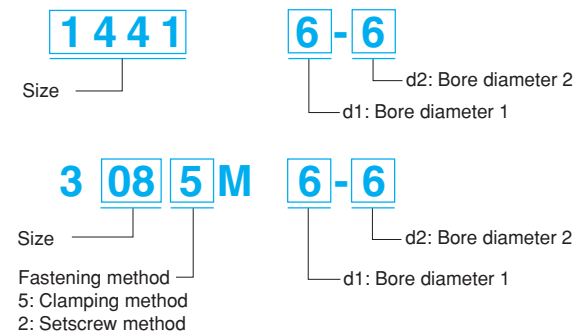 1441 6-6
d2: Bore diameter 2
Size
d1: Bore diameter 1
3 08 5 M 6-6
Size
d2: Bore diameter 2
Fastening method
d1: Bore diameter 1
5: Clamping method
2: Setscrew method